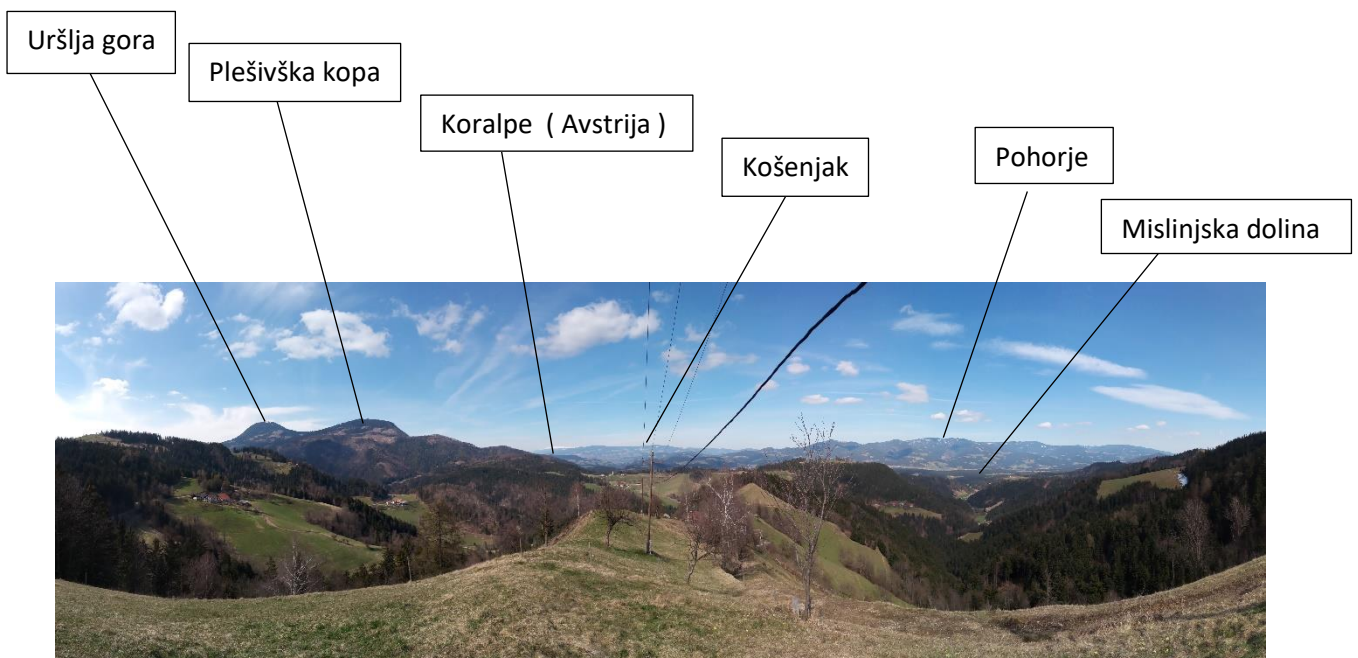 Uršlja gora
Plešivška kopa
Koralpe ( Avstrija )
Košenjak
Pohorje
Mislinjska dolina